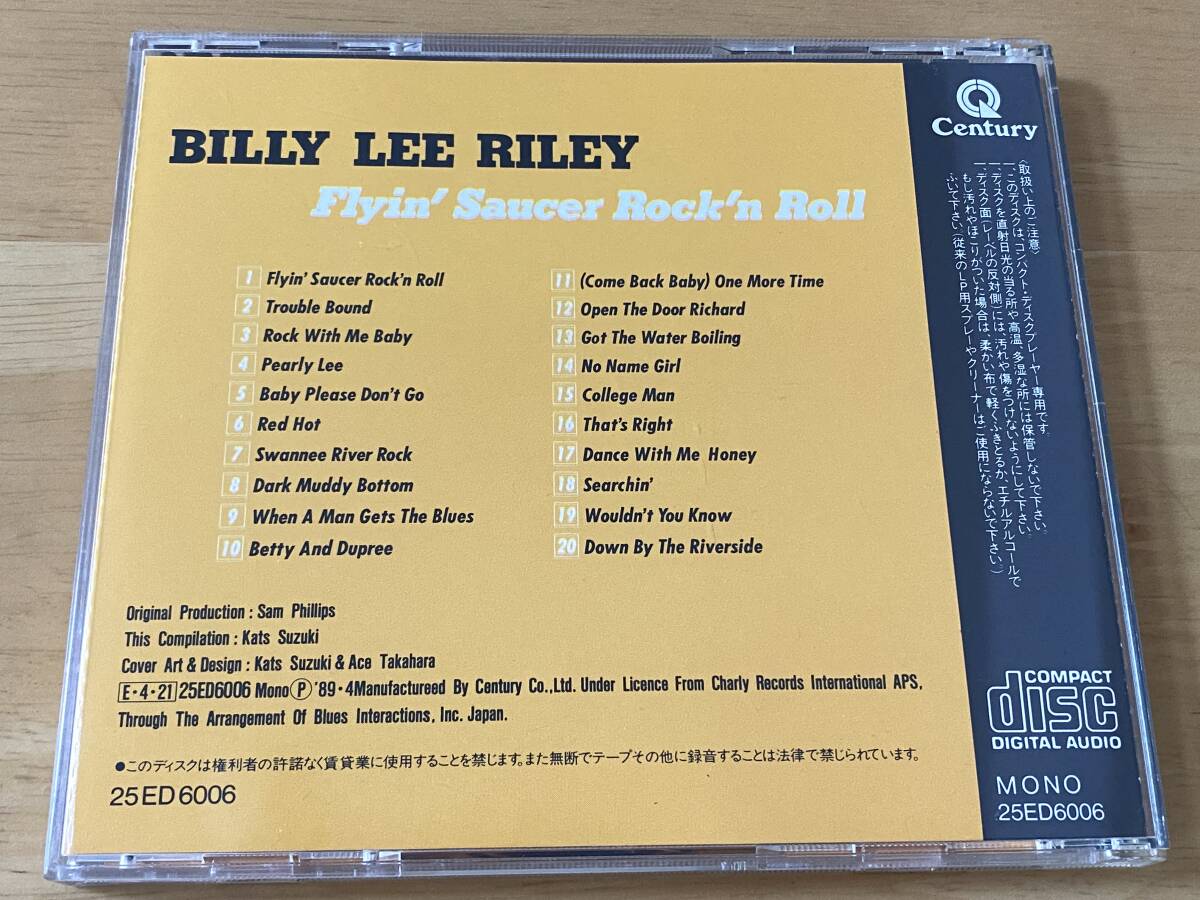 BILLY LEE RILEY
Flyin' Saucer Rock'n Roll
1 Flyin' Saucer Rock'n Roll
2 Trouble Bound
3 Rock With Me Baby
4 Pearly Lee
5 Baby Please Don't Go
6 Red Hot
7 Swannee River Rock
8 Dark Muddy Bottom
9 When A Man Gets The Blues
10 Betty And Dupree
11 (Come Back Baby) One More Time
12 Open The Door Richard
13 Got The Water Boiling
14 No Name Girl
15 College Man
16 That's Right
17 Dance With Me Honey
18 Searchin'
19 Wouldn't You Know
20 Down By The Riverside
Original Production : Sam Phillips
This Compilation : Kats Suzuki
Cover Art & Design : Kats Suzuki & Ace Takahara
E・4・21 25ED6006 Mono Ⓟ '89・4 Manufactureed By Century Co.,Ltd. Under Licence From Charly Records International APS,
Through The Arrangement Of Blues Interactions, Inc. Japan.
●このディスクは権利者の許諾なく賃貸業に使用することを禁じます。また無断でテープその他に録音することは法律で禁じられています。
25ED6006
Century
〈取扱い上のご注意〉
一、このディスクは、コンパクト・ディスクプレーヤー専用です。
一、ディスクを直射日光の当る所や高温、多湿な所には保管しないで下さい。
一、ディスク面(レーベルの反対側)には、汚れや傷をつけないようにして下さい。
もし汚れやほこりがついた場合は、柔かい布で軽くふきとるか、エチルアルコールで
ふいて下さい。(従来のLP用スプレーやクリーナーはご使用にならないで下さい。)
COMPACT
disc
DIGITAL AUDIO
MONO
25ED6006